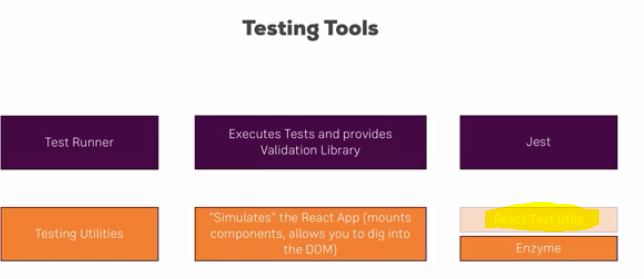 Testing Tools
Test Runner
Executes Tests and provides
Validation Library
Jest
Testing Utilities
"Simulates" the React App (mounts
components, allows you to dig into
the DOM)
React Test Utils
Enzyme